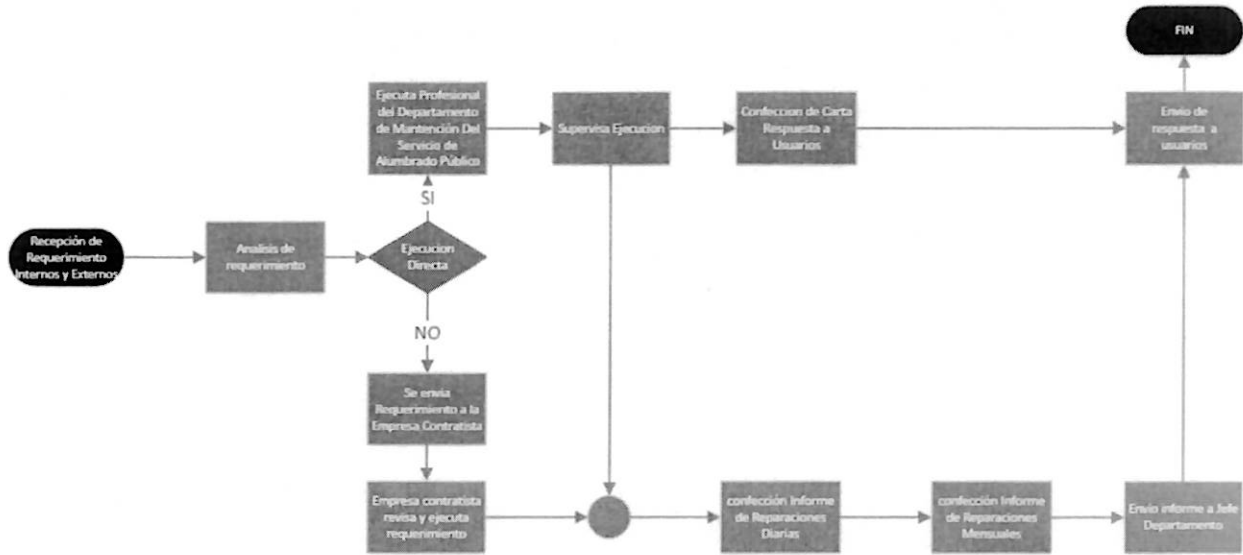 FIN
Ejecuta Profesional
del Departamento
de Mantención Del
Servicio de
Alumbrado Público
Supervisa Ejecucion
Confeccion de Carta
Respuesta a
Usuarios
Envio de
respuesta a
usuarios
SI
Recepción de
Requerimiento
Internos y Externos
Analisis de
requerimiento
Ejecucion
Directa
NO
Se envia
Requerimiento a la
Empresa Contratista
Empresa contratista
revisa y ejecuta
requerimiento
confección Informe
de Reparaciones
Diarias
confección Informe
de Reparaciones
Mensuales
Envio informe a Jefe
Departamento